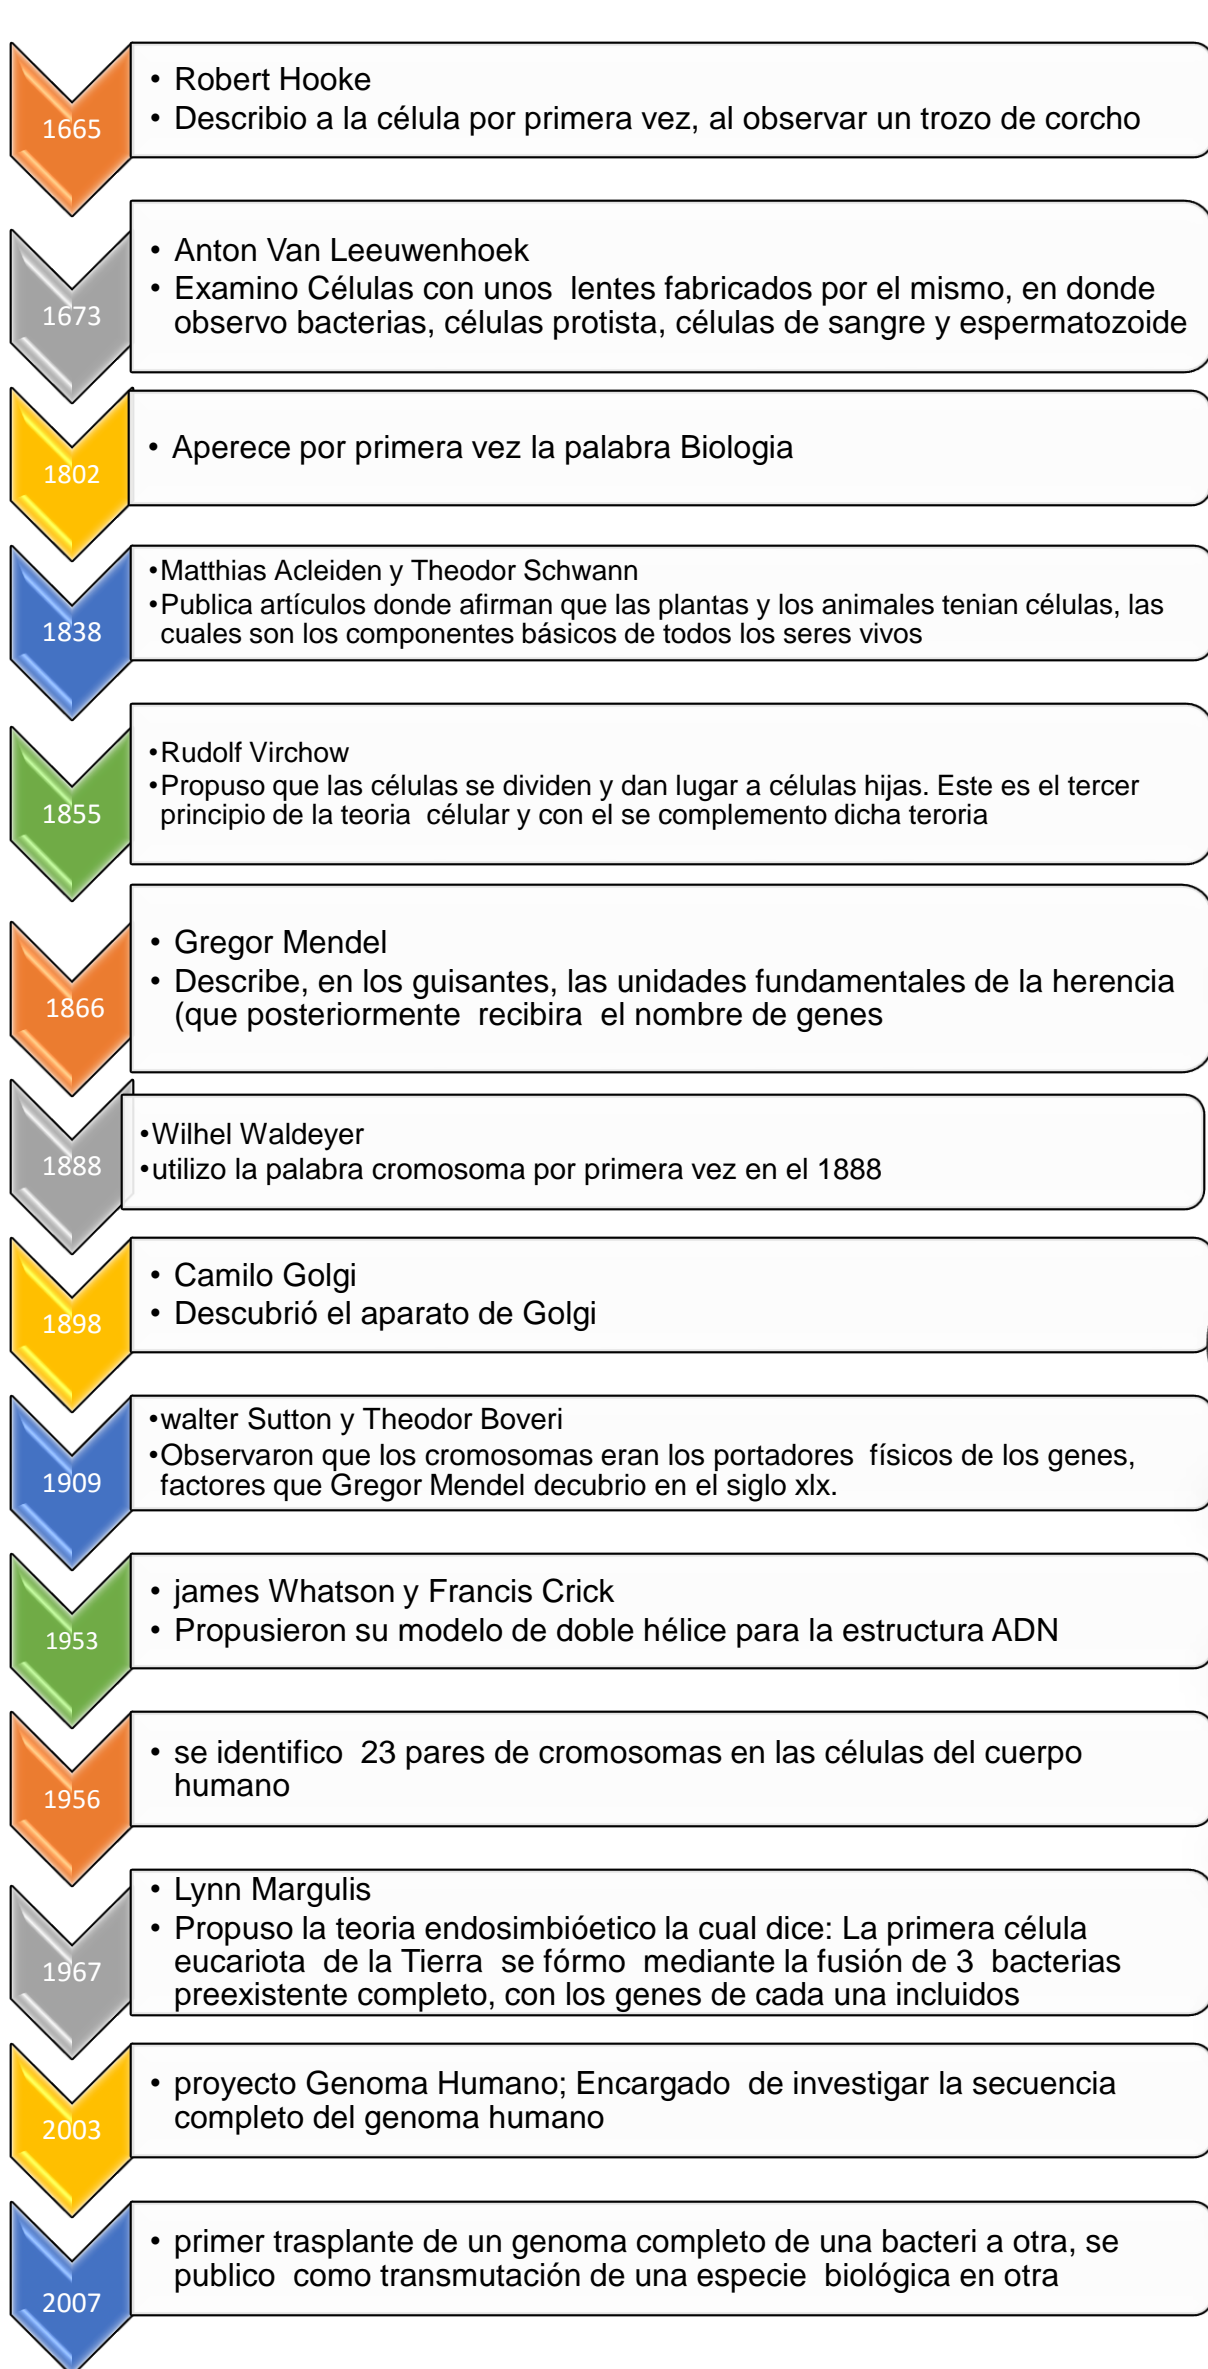 1665
• Robert Hooke
• Describio a la célula por primera vez, al observar un trozo de corcho
1673
• Anton Van Leeuwenhoek
• Examino Células con unos lentes fabricados por el mismo, en donde
observo bacterias, células protista, células de sangre y espermatozoide
1802
• Aperece por primera vez la palabra Biologia
1838
•Matthias Acleiden y Theodor Schwann
•Publica artículos donde afirman que las plantas y los animales tenian células, las
cuales son los componentes básicos de todos los seres vivos
1855
•Rudolf Virchow
•Propuso que las células se dividen y dan lugar a células hijas. Este es el tercer
principio de la teoria célular y con el se complemento dicha teroria
1866
• Gregor Mendel
• Describe, en los guisantes, las unidades fundamentales de la herencia
(que posteriormente recibira el nombre de genes
1888
•Wilhel Waldeyer
•utilizo la palabra cromosoma por primera vez en el 1888
1898
• Camilo Golgi
• Descubrió el aparato de Golgi
1909
•walter Sutton y Theodor Boveri
•Observaron que los cromosomas eran los portadores físicos de los genes,
factores que Gregor Mendel decubrio en el siglo xlx.
1953
• james Whatson y Francis Crick
• Propusieron su modelo de doble hélice para la estructura ADN
1956
• se identifico 23 pares de cromosomas en las células del cuerpo
humano
1967
• Lynn Margulis
• Propuso la teoria endosimbióetico la cual dice: La primera célula
eucariota de la Tierra se fórmo mediante la fusión de 3 bacterias
preexistente completo, con los genes de cada una incluidos
2003
• proyecto Genoma Humano; Encargado de investigar la secuencia
completo del genoma humano
2007
• primer trasplante de un genoma completo de una bacteri a otra, se
publico como transmutación de una especie biológica en otra